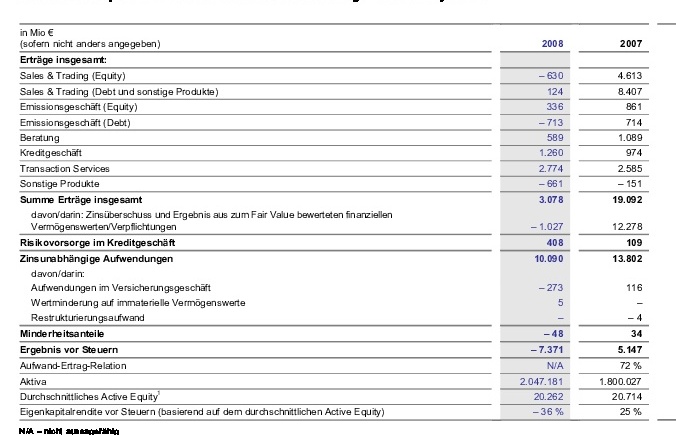 in Mio €
(sofern nicht anders angegeben) 2008 2007
Erträge insgesamt:
Sales & Trading (Equity) – 630 4.613
Sales & Trading (Debt und sonstige Produkte) 124 8.407
Emissionsgeschäft (Equity) 336 861
Emissionsgeschäft (Debt) – 713 714
Beratung 589 1.089
Kreditgeschäft 1.260 974
Transaction Services 2.774 2.585
Sonstige Produkte – 661 – 151
Summe Erträge insgesamt 3.078 19.092
davon/darin: Zinsüberschuss und Ergebnis aus zum Fair Value bewerteten finanziellen
Vermögenswerten/Verpflichtungen – 1.027 12.278
Risikovorsorge im Kreditgeschäft 408 109
Zinsunabhängige Aufwendungen 10.090 13.802
davon/darin:
Aufwendungen im Versicherungsgeschäft – 273 116
Wertminderung auf immaterielle Vermögenswerte 5 –
Restrukturierungsaufwand – – 4
Minderheitsanteile – 48 34
Ergebnis vor Steuern – 7.371 5.147
Aufwand-Ertrag-Relation N/A 72 %
Aktiva 2.047.181 1.800.027
Durchschnittliches Active Equity¹ 20.262 20.714
Eigenkapitalrendite vor Steuern (basierend auf dem durchschnittlichen Active Equity) – 36 % 25 %
N/A – nicht aussagefähig